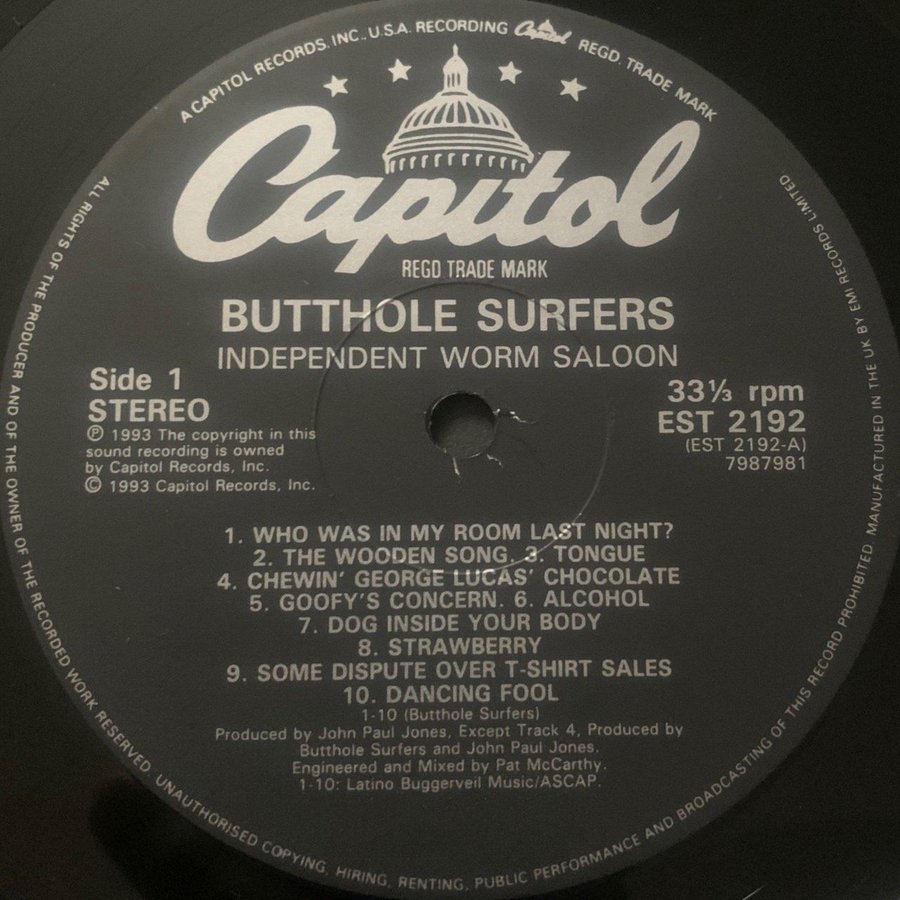 A CAPITOL RECORDS, INC., U.S.A. RECORDING Capitol REGD. TRADE MARK
Capitol
REGD TRADE MARK
BUTTHOLE SURFERS
INDEPENDENT WORM SALOON
Side 1
STEREO
℗ 1993 The copyright in this
sound recording is owned
by Capitol Records, Inc.
© 1993 Capitol Records, Inc.
33⅓ rpm
EST 2192
(EST 2192-A)
7987981
1. WHO WAS IN MY ROOM LAST NIGHT?
2. THE WOODEN SONG. 3. TONGUE
4. CHEWIN' GEORGE LUCAS' CHOCOLATE
5. GOOFY'S CONCERN. 6. ALCOHOL
7. DOG INSIDE YOUR BODY
8. STRAWBERRY
9. SOME DISPUTE OVER T-SHIRT SALES
10. DANCING FOOL
1-10 (Butthole Surfers)
Produced by John Paul Jones, Except Track 4, Produced by
Butthole Surfers and John Paul Jones.
Engineered and Mixed by Pat McCarthy.
1-10: Latino Buggerveil Music/ASCAP.
ALL RIGHTS OF THE PRODUCER AND OF THE OWNER OF THE RECORDED WORK RESERVED. UNAUTHORISED COPYING, HIRING, RENTING, PUBLIC PERFORMANCE AND BROADCASTING OF THIS RECORD PROHIBITED. MANUFACTURED IN THE UK BY EMI RECORDS LIMITED